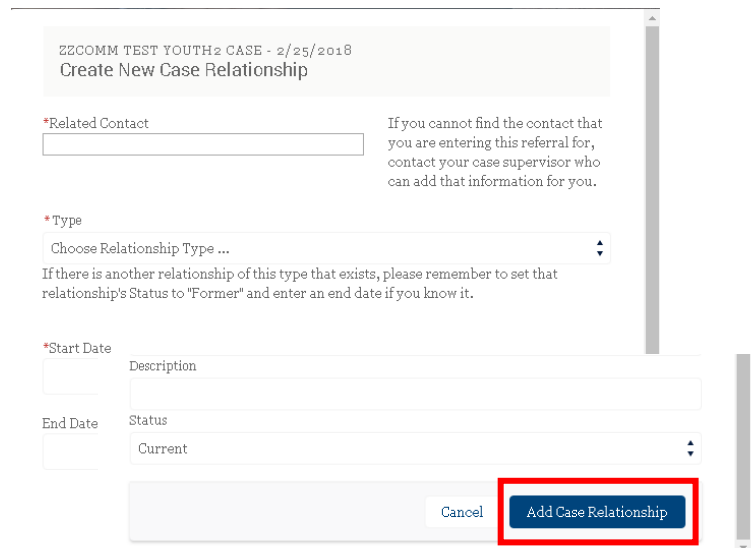 ZZCOMM TEST YOUTH2 CASE - 2/25/2018
Create New Case Relationship
*Related Contact
If you cannot find the contact that
you are entering this referral for,
contact your case supervisor who
can add that information for you.
*Type
Choose Relationship Type ...
If there is another relationship of this type that exists, please remember to set that
relationship's Status to "Former" and enter an end date if you know it.
*Start Date
Description
End Date
Status
Current
Cancel
Add Case Relationship